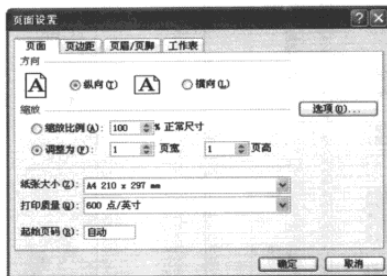 页面设置
页面 页边距 页眉/页脚 工作表
方向
A 纵向(T) A 横向(L)
缩放
选项(O)...
缩放比例(A): 100 % 正常尺寸
调整为(F): 1 页宽 1 页高
纸张大小(Z): A4 210 x 297 mm
打印质量(Q): 600 点/英寸
起始页码(R): 自动
确定 取消